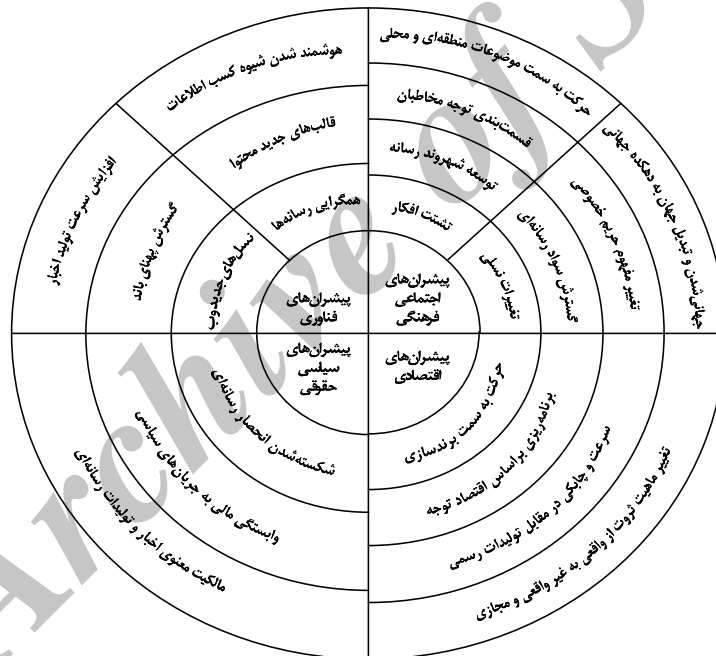 حرکت به سمت موضوعات منطقه‌ای و محلی
قسمت‌بندی توجه مخاطبان
توسعه شهروند رسانه
تشتت افکار
جهانی‌شدن و تبدیل جهان به دهکده جهانی
تغییر مفهوم حریم خصوصی
گسترش سواد رسانه‌ای
تغییرات نسلی
پیشران‌های
اجتماعی
فرهنگی
هوشمند شدن شیوه کسب اطلاعات
قالب‌های جدید محتوا
همگرایی رسانه‌ها
افزایش سرعت تولید اخبار
گسترش پهنای باند
نسل‌های جدید وب
پیشران‌های
فناوری
پیشران‌های
اقتصادی
حرکت به سمت برندسازی
برنامه‌ریزی براساس اقتصاد توجه
سرعت و چابکی در مقابل تولیدات رسمی
تغییر ماهیت ثروت از واقعی به غیر واقعی و مجازی
پیشران‌های
سیاسی
حقوقی
شکسته‌شدن انحصار رسانه‌ای
وابستگی مالی به جریان‌های سیاسی
مالکیت معنوی اخبار و تولیدات رسانه‌ای
Archive of S